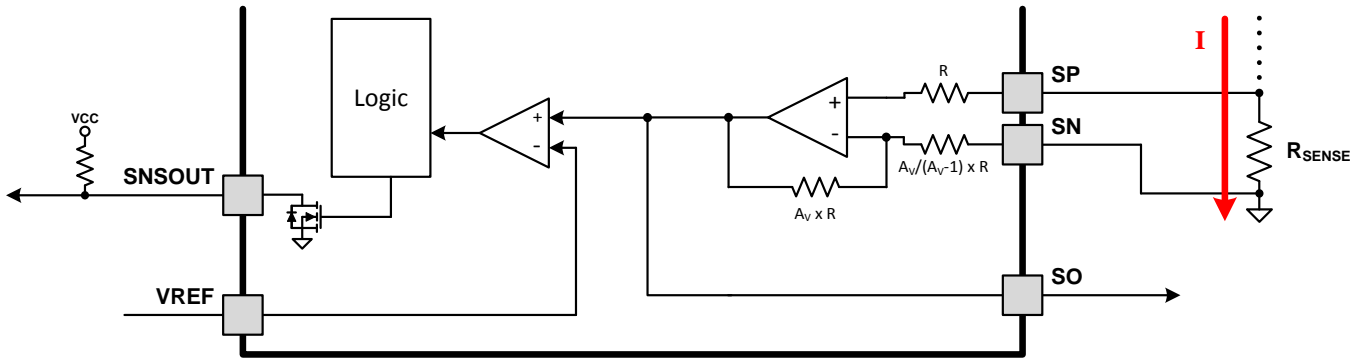 I
R
SP
Logic
+
-
SN
VCC
+
-
RSENSE
AV/(AV-1) x R
SNSOUT
AV x R
SO
VREF